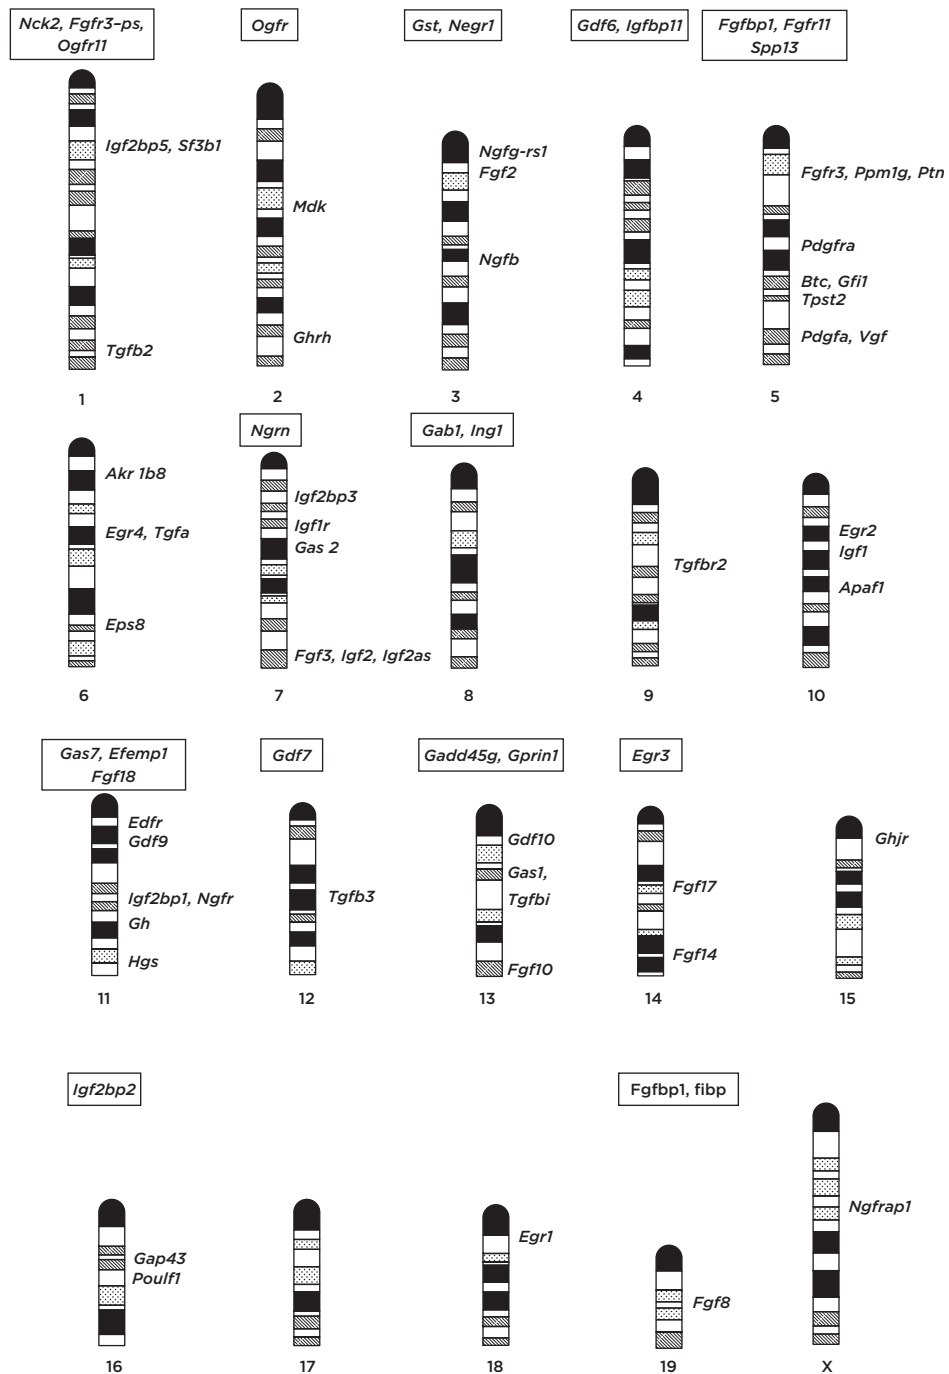 Nck2, Fgfr3–ps,
Ogfr11
Ogfr
Gst, Negr1
Gdf6, Igfbp11
Fgfbp1, Fgfr11
Spp13
Igf2bp5, Sf3b1
Tgfb2
1
Mdk
Ghrh
2
Ngfg-rs1
Fgf2
Ngfb
3
4
Fgfr3, Ppm1g, Ptn
Pdgfra
Btc, Gfi1
Tpst2
Pdgfa, Vgf
5
Akr 1b8
Egr4, Tgfa
Eps8
6
Ngrn
Igf2bp3
Igf1r
Gas 2
Fgf3, Igf2, Igf2as
7
Gab1, Ing1
8
Tgfbr2
9
Egr2
Igf1
Apaf1
10
Gas7, Efemp1
Fgf18
Edfr
Gdf9
Igf2bp1, Ngfr
Gh
Hgs
11
Gdf7
Tgfb3
12
Gadd45g, Gprin1
Gdf10
Gas1,
Tgfbi
Fgf10
13
Egr3
Fgf17
Fgf14
14
Ghjr
15
Igf2bp2
Gap43
Poulf1
16
17
Egr1
18
Fgfbp1, fibp
Fgf8
19
Ngfrap1
X